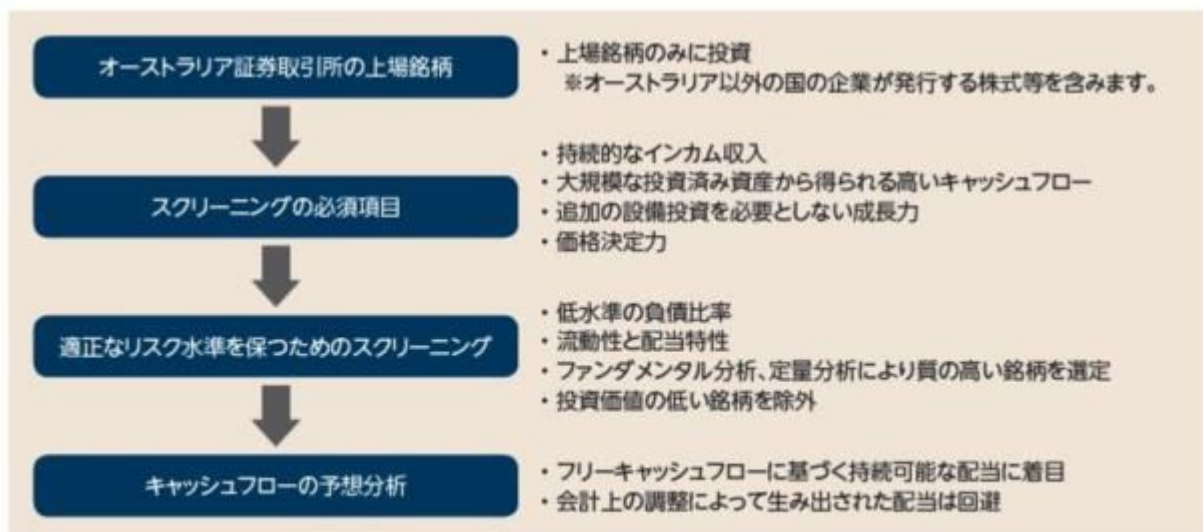 オーストラリア証券取引所の上場銘柄
・上場銘柄のみに投資
※オーストラリア以外の国の企業が発行する株式等を含みます。
スクリーニングの必須項目
・持続的なインカム収入
・大規模な投資済み資産から得られる高いキャッシュフロー
・追加の設備投資を必要としない成長力
・価格決定力
適正なリスク水準を保つためのスクリーニング
・低水準の負債比率
・流動性と配当特性
・ファンダメンタル分析、定量分析により質の高い銘柄を選定
・投資価値の低い銘柄を除外
キャッシュフローの予想分析
・フリーキャッシュフローに基づく持続可能な配当に着目
・会計上の調整によって生み出された配当は回避